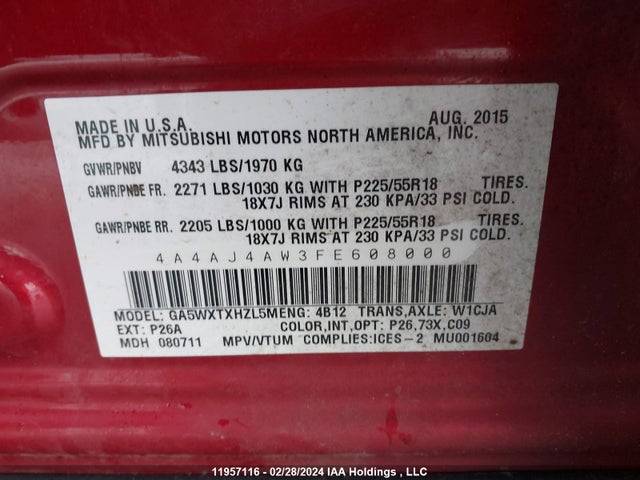 AUG. 2015
MADE IN U.S.A.
MFD BY MITSUBISHI MOTORS NORTH AMERICA, INC.
GVWR/PNBV 4343 LBS/1970 KG
GAWR/PNBE FR. 2271 LBS/1030 KG WITH P225/55R18 TIRES.
18X7J RIMS AT 230 KPA/33 PSI COLD.
GAWR/PNBE RR. 2205 LBS/1000 KG WITH P225/55R18 TIRES.
18X7J RIMS AT 230 KPA/33 PSI COLD.
4A4AJ4AW3FE608000
MODEL: GA5WXTXHZL5MENG: 4B12 TRANS,AXLE: W1CJA
EXT: P26A COLOR,INT,OPT: P26,73X,C09
MDH 080711 MPV/VTUM COMPLIES:ICES-2 MU001604
11957116 - 02/28/2024 IAA Holdings , LLC